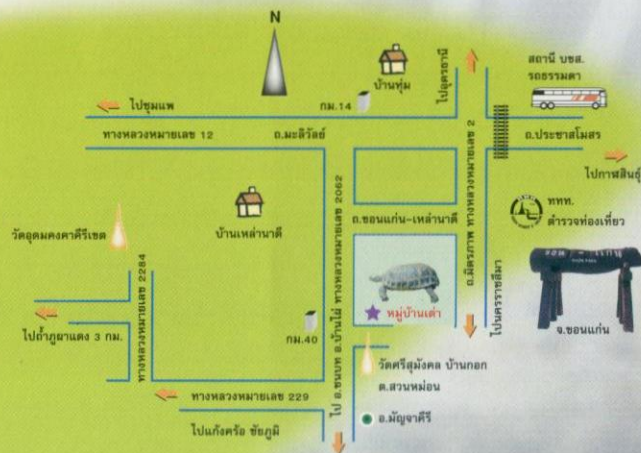 N
สถานี บขส.
รถธรรมดา
บ้านทุ่ม
ไปอุดรธานี
ไปชุมแพ
กม.14
ทางหลวงหมายเลข 12
ถ.มะลิวัลย์
ถ.ประชาสโมสร
ไปกาฬสินธุ์
ททท.
ตำรวจท่องเที่ยว
ถ.ขอนแก่น-เหล่านาดี
บ้านเหล่านาดี
วัดอุดมคงคาคีรีเขต
ทางหลวงหมายเลข 2284
ไป อ.ชนบท อ.บ้านไผ่ ทางหลวงหมายเลข 2062
ถ.มิตรภาพ ทางหลวงหมายเลข 2
ไปนครราชสีมา
จ.ขอนแก่น
หมู่บ้านเต่า
ไปถ้ำภูผาแดง 3 กม.
กม.40
วัดศรีสุมังคล บ้านกอก
ต.สวนหม่อน
ทางหลวงหมายเลข 229
อ.มัญจาคีรี
ไปแก้งคร้อ ชัยภูมิ